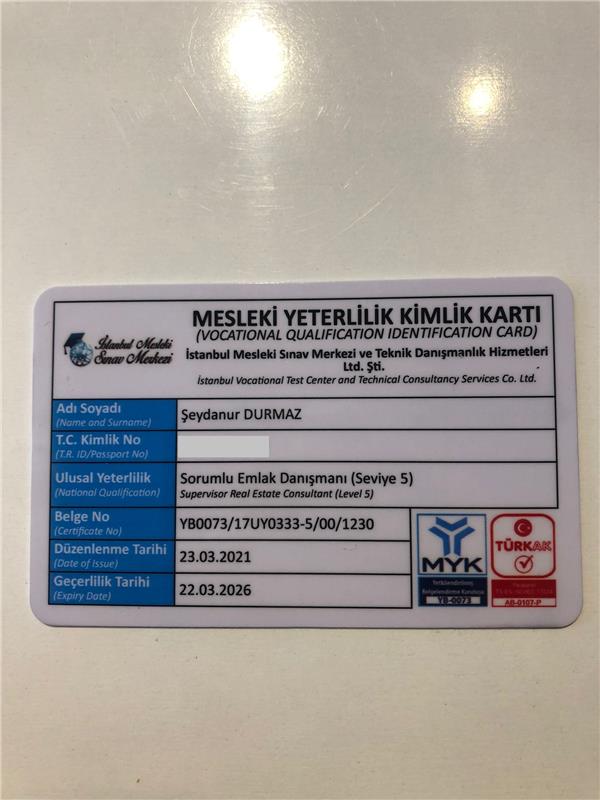 MESLEKİ YETERLİLİK KİMLİK KARTI
(VOCATIONAL QUALIFICATION IDENTIFICATION CARD)
İstanbul Mesleki
Sınav Merkezi
İstanbul Mesleki Sınav Merkezi ve Teknik Danışmanlık Hizmetleri
Ltd. Şti.
İstanbul Vocational Test Center and Technical Consultancy Services Co. Ltd.
Adı Soyadı
(Name and Surname)
Şeydanur DURMAZ
T.C. Kimlik No
(T.R. ID/Passport No)
Ulusal Yeterlilik
(National Qualification)
Sorumlu Emlak Danışmanı (Seviye 5)
Supervisor Real Estate Consultant (Level 5)
Belge No
(Certificate No)
YB0073/17UY0333-5/00/1230
Düzenlenme Tarihi
(Date of Issue)
23.03.2021
Geçerlilik Tarihi
(Expiry Date)
22.03.2026
MYK
Yetkilendirilmiş
Belgelendirme Kuruluşu
YB-0073
TÜRKAK
AB-0107-P